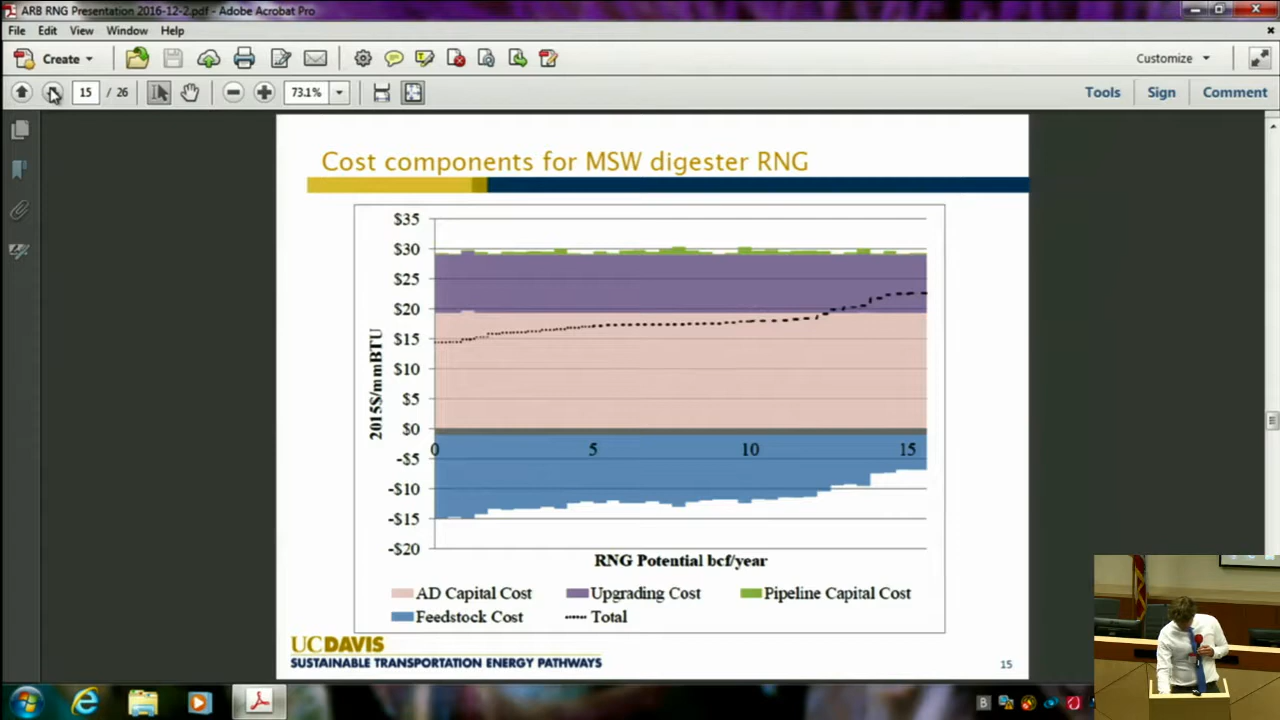 ARB RNG Presentation 2016-12-2.pdf - Adobe Acrobat Pro
File Edit View Window Help
Create Customize
15 / 26 73.1% Tools Sign Comment
Cost components for MSW digester RNG
$35
$30
$25
$20
$15
$10
$5
$0
-$5
-$10
-$15
-$20
2015$/mmBTU
0 5 10 15
RNG Potential bcf/year
AD Capital Cost Upgrading Cost Pipeline Capital Cost
Feedstock Cost Total
UCDAVIS
SUSTAINABLE TRANSPORTATION ENERGY PATHWAYS
15